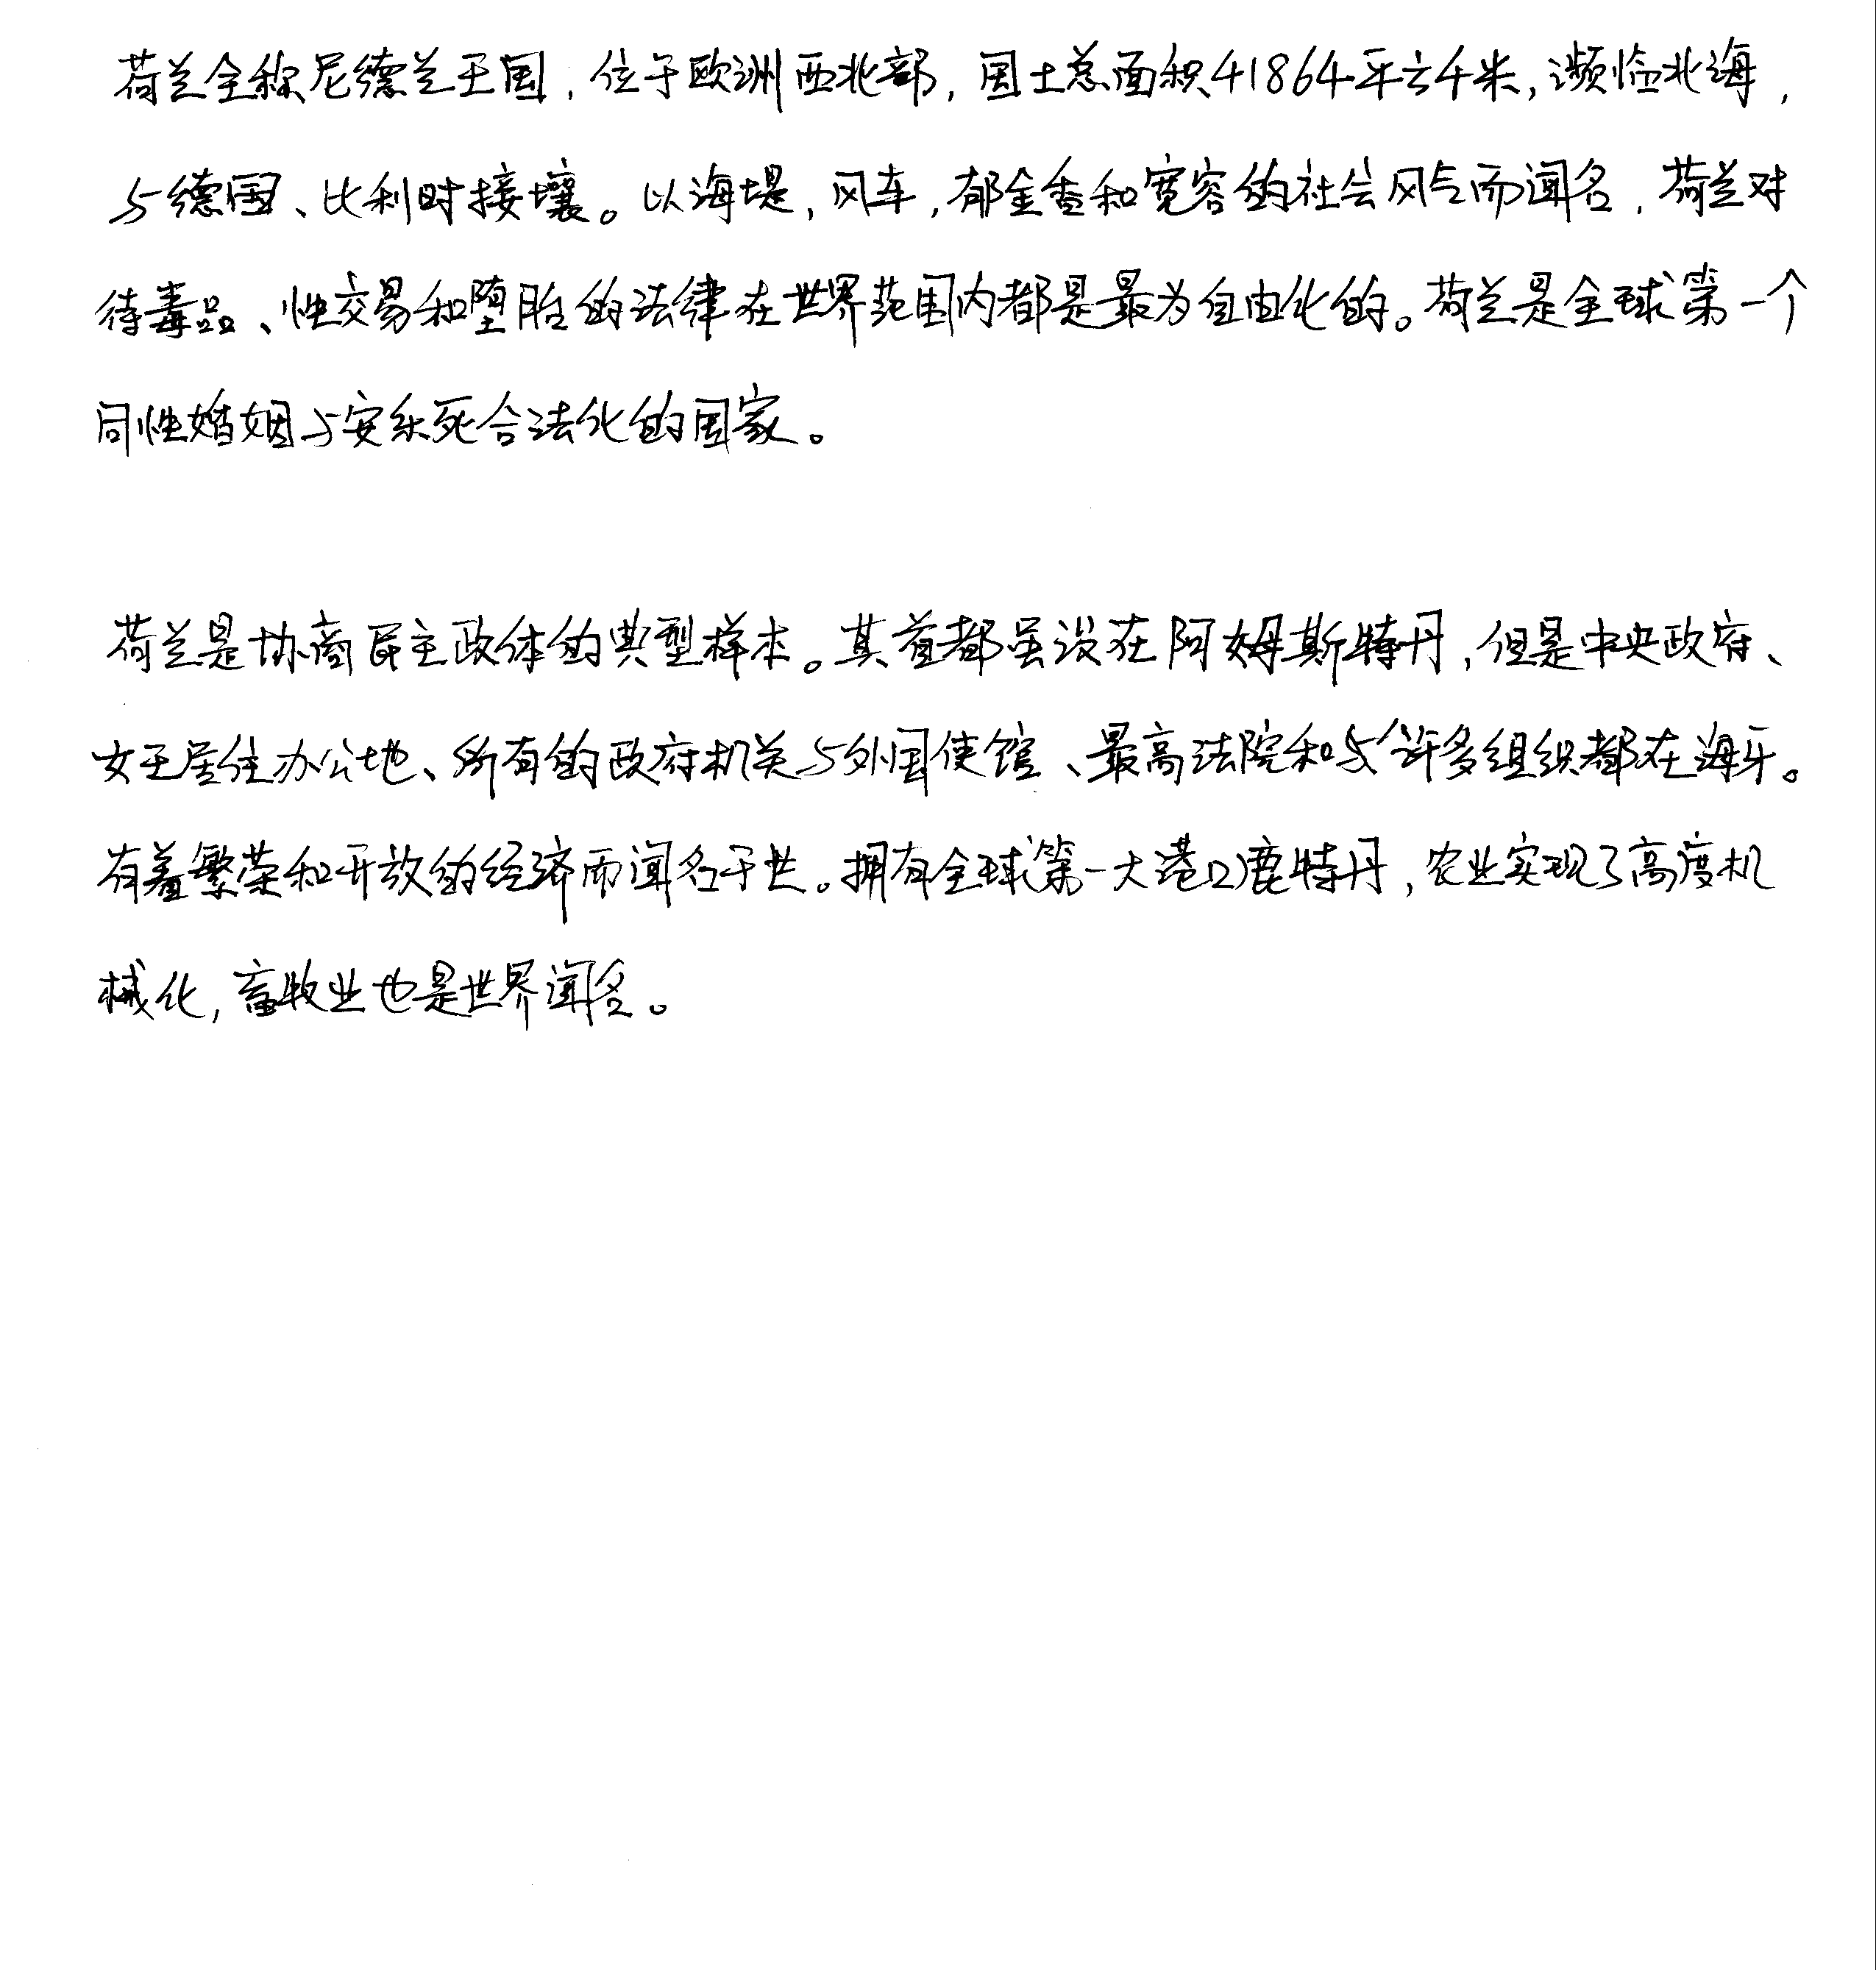 荷兰全称尼德兰王国，位于欧洲西北部，国土总面积41864平方千米，濒临北海，
与德国、比利时接壤。以海堤，风车，郁金香和宽容的社会风气而闻名，荷兰对
待毒品、性交易和堕胎的法律在世界范围内都是最为自由化的。荷兰是全球第一个
同性婚姻与安乐死合法化的国家。
荷兰是协商民主政体的典型样本。其首都虽设在阿姆斯特丹，但是中央政府、
女王居住办公地、所有的政府机关与外国使馆、最高法院和许多组织都在海牙。
有着繁荣和开放的经济而闻名于世。拥有全球第一大港口鹿特丹，农业实现了高度机
械化，畜牧业也是世界闻名。